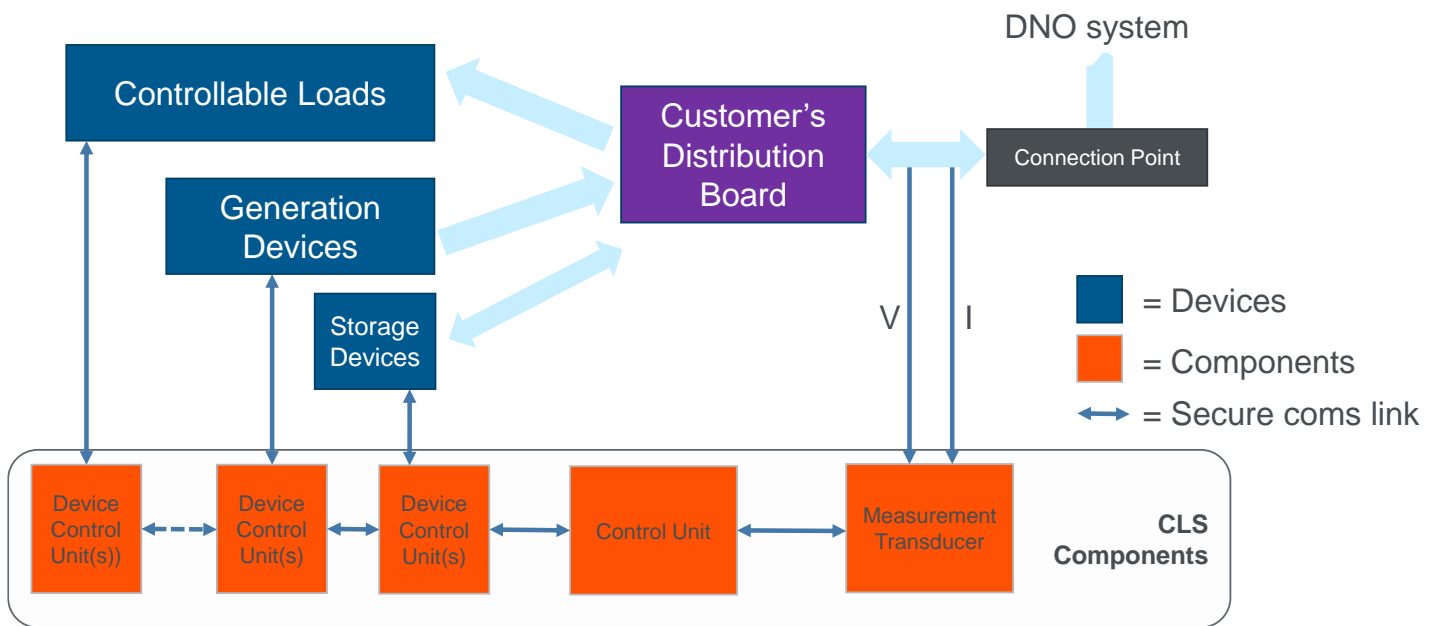 DNO system
Controllable Loads
Customer's
Distribution
Board
Connection Point
Generation
Devices
Storage
Devices
V
I
= Devices
= Components
= Secure coms link
Device
Control
Unit(s))
Device
Control
Unit(s)
Device
Control
Unit(s)
Control Unit
Measurement
Transducer
CLS
Components